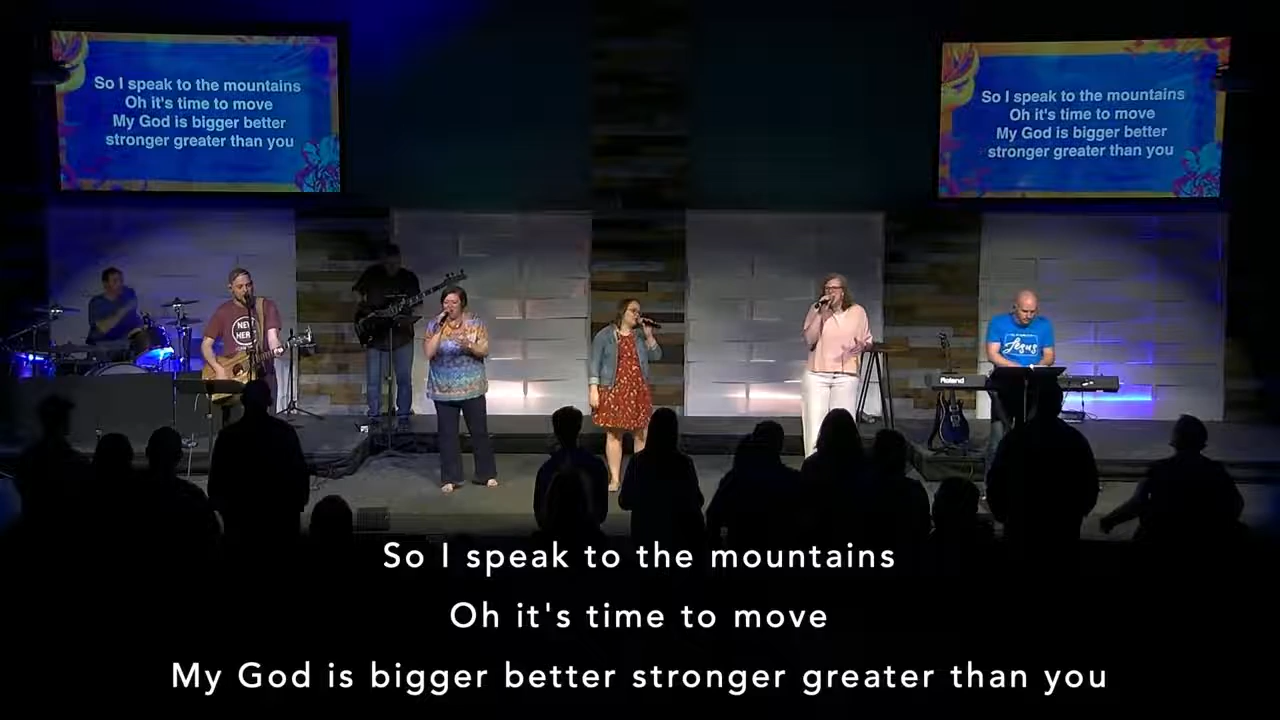 So I speak to the mountains
Oh it's time to move
My God is bigger better
stronger greater than you
So I speak to the mountains
Oh it's time to move
My God is bigger better
stronger greater than you
NEW
HERE
Jesus
Roland
So I speak to the mountains
Oh it's time to move
My God is bigger better stronger greater than you